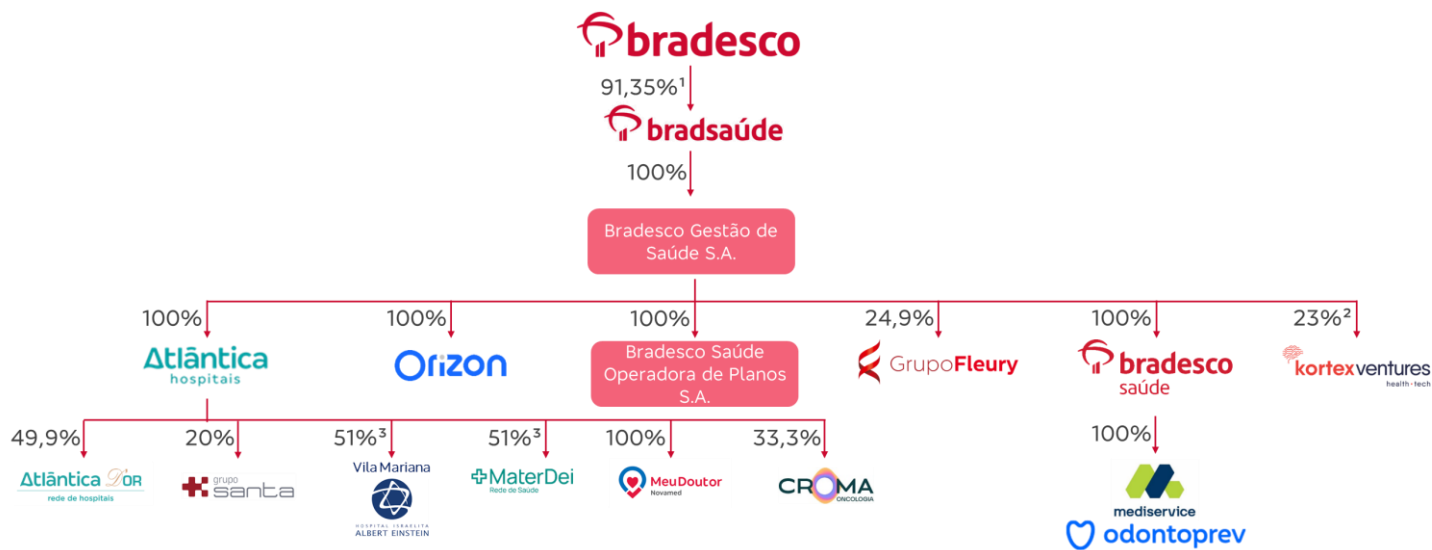 bradesco
91,35%¹
bradsaúde
100%
Bradesco Gestão de
Saúde S.A.
100%
100%
100%
24,9%
100%
23%²
Atlântica
hospitais
Orizon
Bradesco Saúde
Operadora de Planos
S.A.
GrupoFleury
bradesco
saúde
kortexventures
health·tech
49,9%
20%
51%³
51%³
100%
33,3%
100%
Atlântica D'OR
rede de hospitais
grupo
santa
Vila Mariana
HOSPITAL ISRAELITA
ALBERT EINSTEIN
MaterDei
Rede de Saúde
MeuDoutor
Novamed
CROMA
ONCOLOGIA
mediservice
odontoprev